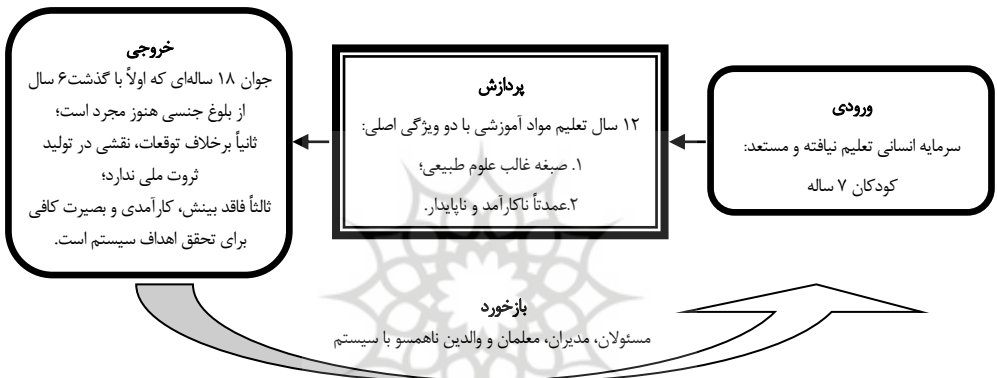 ورودی
سرمایه انسانی تعلیم نیافته و مستعد:
کودکان ۷ ساله
پردازش
۱۲ سال تعلیم مواد آموزشی با دو ویژگی اصلی:
۱. صبغه غالب علوم طبیعی؛
۲.عمدتاً ناکارآمد و ناپایدار.
خروجی
جوان ۱۸ ساله‌ای که اولاً با گذشت۶ سال
از بلوغ جنسی هنوز مجرد است؛
ثانیاً برخلاف توقعات، نقشی در تولید
ثروت ملی ندارد؛
ثالثاً فاقد بینش، کارآمدی و بصیرت کافی
برای تحقق اهداف سیستم است.
بازخورد
مسئولان، مدیران، معلمان و والدین ناهمسو با سیستم